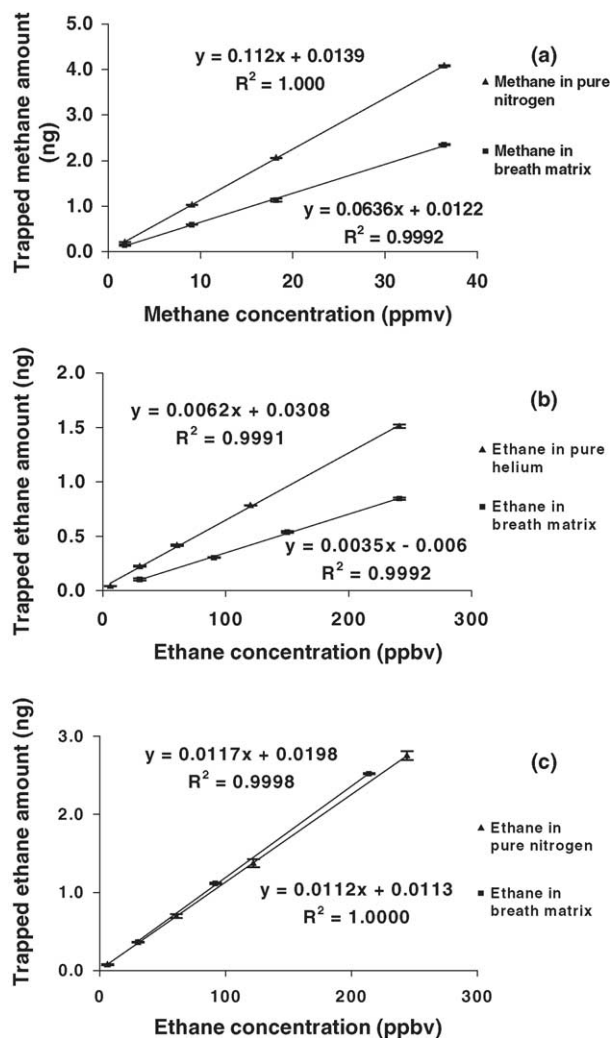 5.0
4.0
3.0
2.0
1.0
0.0
Trapped methane amount
(ng)
y = 0.112x + 0.0139
R² = 1.000
y = 0.0636x + 0.0122
R² = 0.9992
(a)
Methane in pure
nitrogen
Methane in
breath matrix
0 10 20 30 40
Methane concentration (ppmv)
2.0
1.5
1.0
0.5
0.0
Trapped ethane amount (ng)
y = 0.0062x + 0.0308
R² = 0.9991
y = 0.0035x - 0.006
R² = 0.9992
(b)
Ethane in pure
helium
Ethane in
breath matrix
0 100 200 300
Ethane concentration (ppbv)
3.0
2.0
1.0
0.0
Trapped ethane amount (ng)
y = 0.0117x + 0.0198
R² = 0.9998
y = 0.0112x + 0.0113
R² = 1.0000
(c)
Ethane in
pure nitrogen
Ethane in
breath matrix
0 100 200 300
Ethane concentration (ppbv)